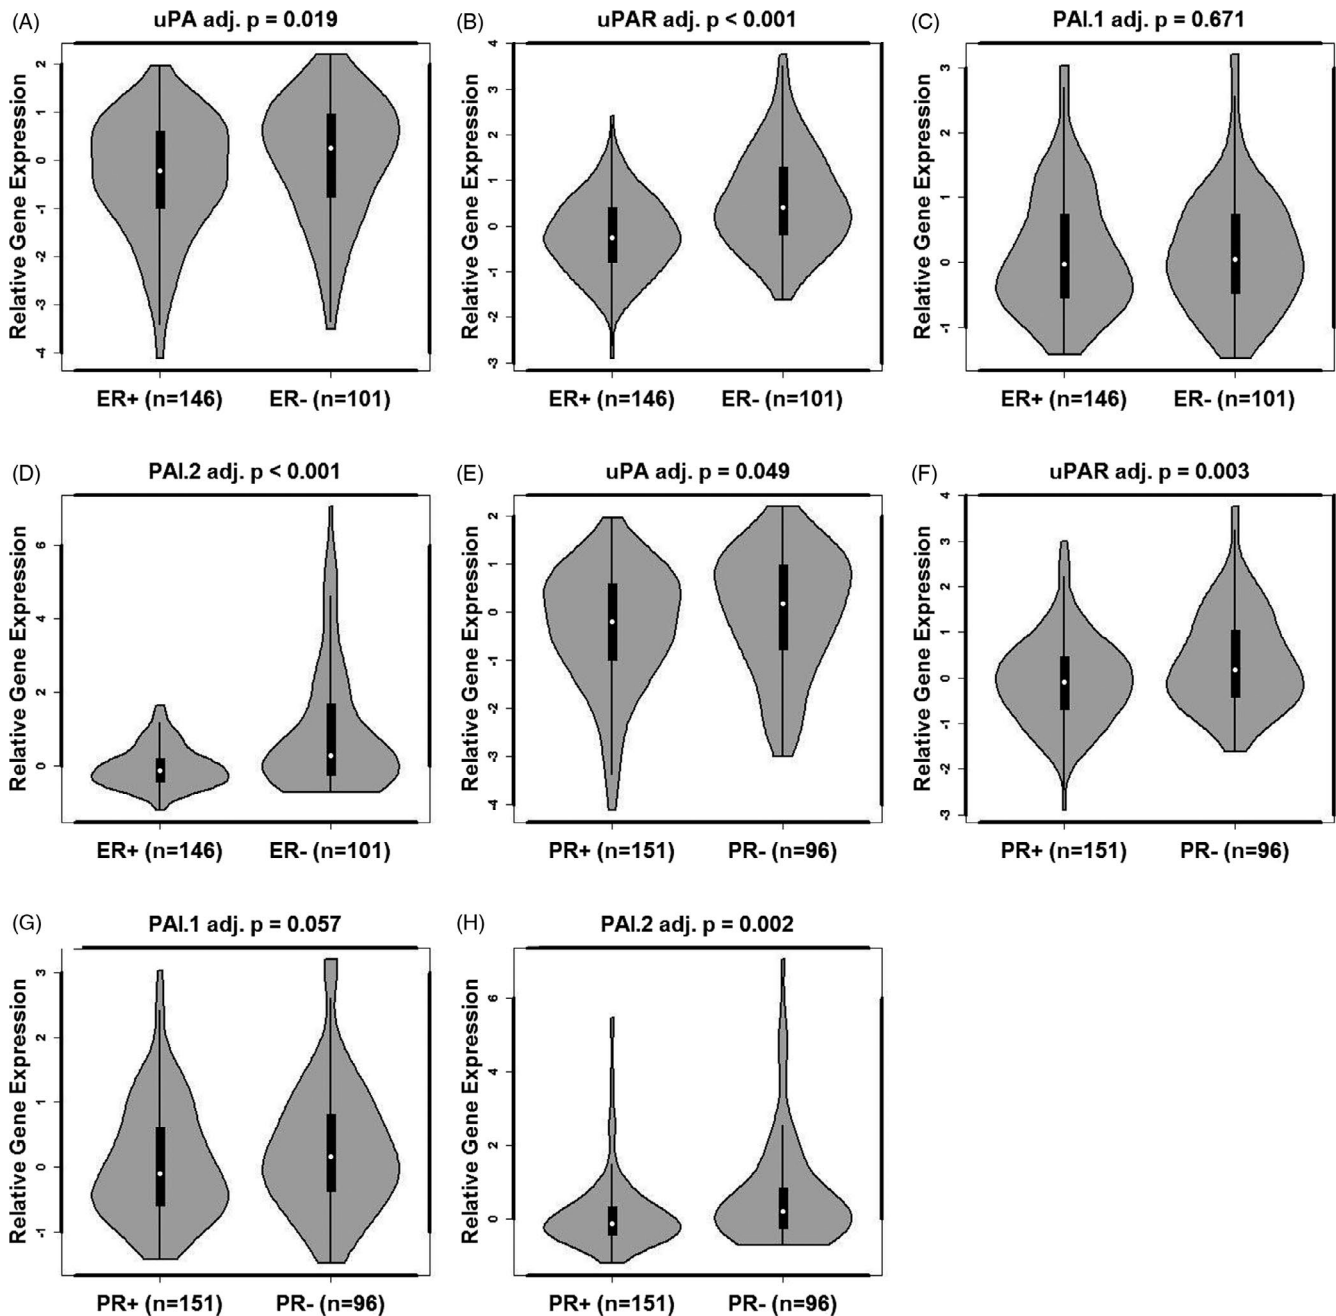 (A) uPA adj. p = 0.019
Relative Gene Expression
2
1
0
-1
-2
-3
-4
ER+ (n=146) ER- (n=101)
(B) uPAR adj. p < 0.001
Relative Gene Expression
4
3
2
1
0
-1
-2
-3
ER+ (n=146) ER- (n=101)
(C) PAI.1 adj. p = 0.671
Relative Gene Expression
3
2
1
0
-1
ER+ (n=146) ER- (n=101)
(D) PAI.2 adj. p < 0.001
Relative Gene Expression
6
4
2
0
ER+ (n=146) ER- (n=101)
(E) uPA adj. p = 0.049
Relative Gene Expression
2
1
0
-1
-2
-3
-4
PR+ (n=151) PR- (n=96)
(F) uPAR adj. p = 0.003
Relative Gene Expression
4
3
2
1
0
-1
-2
-3
PR+ (n=151) PR- (n=96)
(G) PAI.1 adj. p = 0.057
Relative Gene Expression
3
2
1
0
-1
PR+ (n=151) PR- (n=96)
(H) PAI.2 adj. p = 0.002
Relative Gene Expression
6
4
2
0
PR+ (n=151) PR- (n=96)